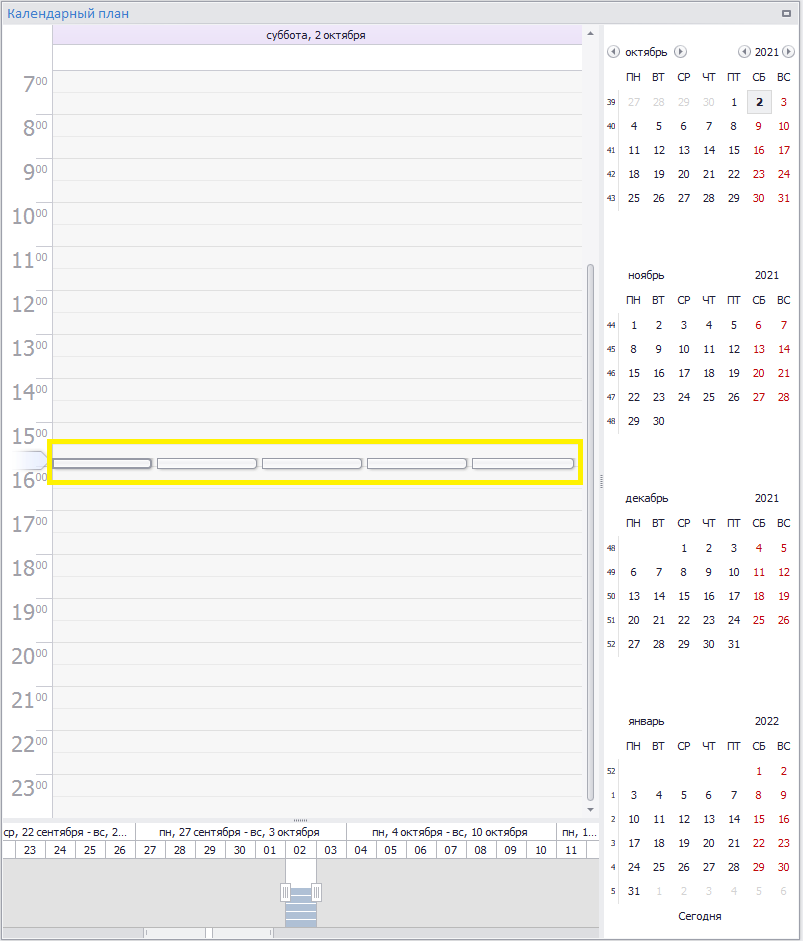 Календарный план
суббота, 2 октября
7 00
8 00
9 00
10 00
11 00
12 00
13 00
14 00
15 00
16 00
17 00
18 00
19 00
20 00
21 00
22 00
23 00
ср, 22 сентября - вс, 2... пн, 27 сентября - вс, 3 октября пн, 4 октября - вс, 10 октября пн, 1...
23 24 25 26 27 28 29 30 01 02 03 04 05 06 07 08 09 10 11
октябрь 2021
ПН ВТ СР ЧТ ПТ СБ ВС
39 27 28 29 30 1 2 3
40 4 5 6 7 8 9 10
41 11 12 13 14 15 16 17
42 18 19 20 21 22 23 24
43 25 26 27 28 29 30 31
ноябрь 2021
ПН ВТ СР ЧТ ПТ СБ ВС
44 1 2 3 4 5 6 7
45 8 9 10 11 12 13 14
46 15 16 17 18 19 20 21
47 22 23 24 25 26 27 28
48 29 30
декабрь 2021
ПН ВТ СР ЧТ ПТ СБ ВС
48 1 2 3 4 5
49 6 7 8 9 10 11 12
50 13 14 15 16 17 18 19
51 20 21 22 23 24 25 26
52 27 28 29 30 31
январь 2022
ПН ВТ СР ЧТ ПТ СБ ВС
52 1 2
1 3 4 5 6 7 8 9
2 10 11 12 13 14 15 16
3 17 18 19 20 21 22 23
4 24 25 26 27 28 29 30
5 31 1 2 3 4 5 6
Сегодня